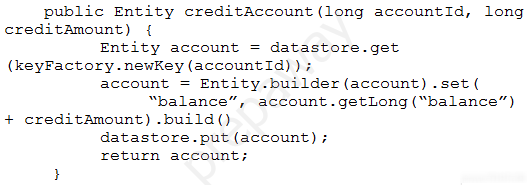 public Entity creditAccount(long accountId, long
creditAmount) {
Entity account = datastore.get
(keyFactory.newKey(accountId));
account = Entity.builder(account).set(
“balance”, account.getLong(“balance”)
+ creditAmount).build()
datastore.put(account);
return account;
}
prepaway